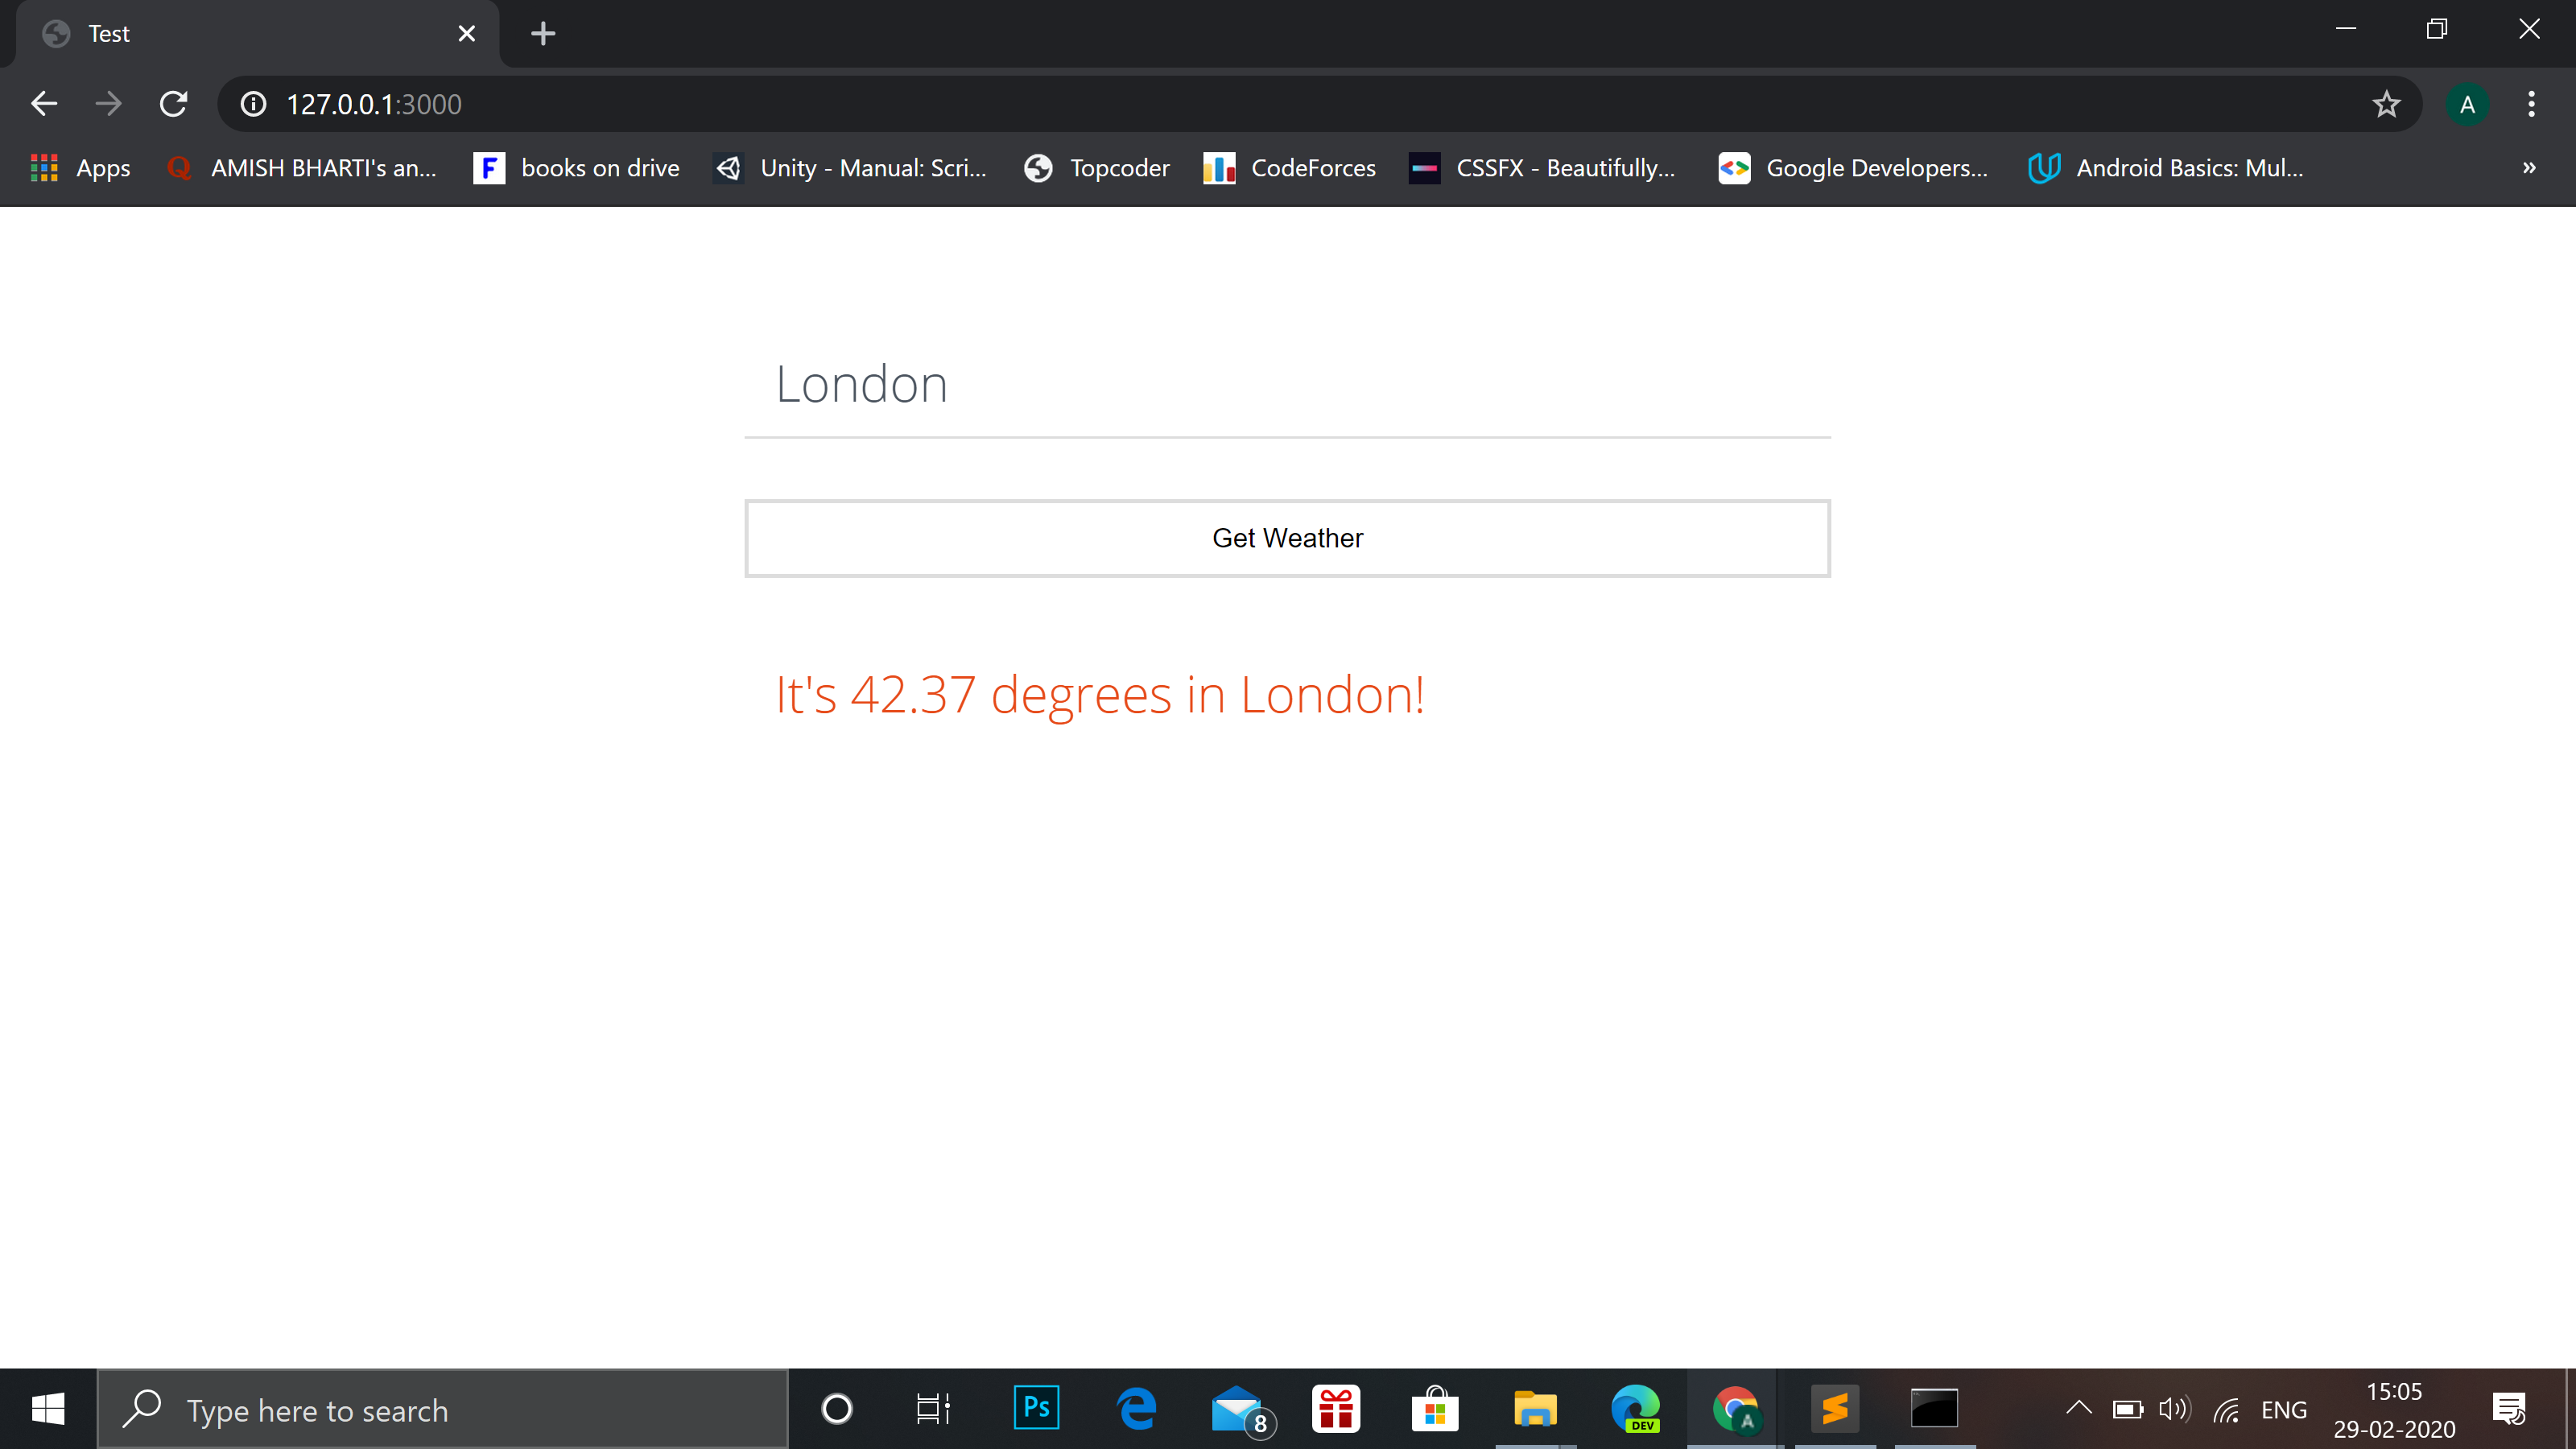 Test
127.0.0.1:3000
Apps AMISH BHARTI's an... books on drive Unity - Manual: Scri... Topcoder CodeForces CSSFX - Beautifully... Google Developers... Android Basics: Mul... »
London
Get Weather
It's 42.37 degrees in London!
Type here to search Ps 8 DEV A ENG 15:05
29-02-2020